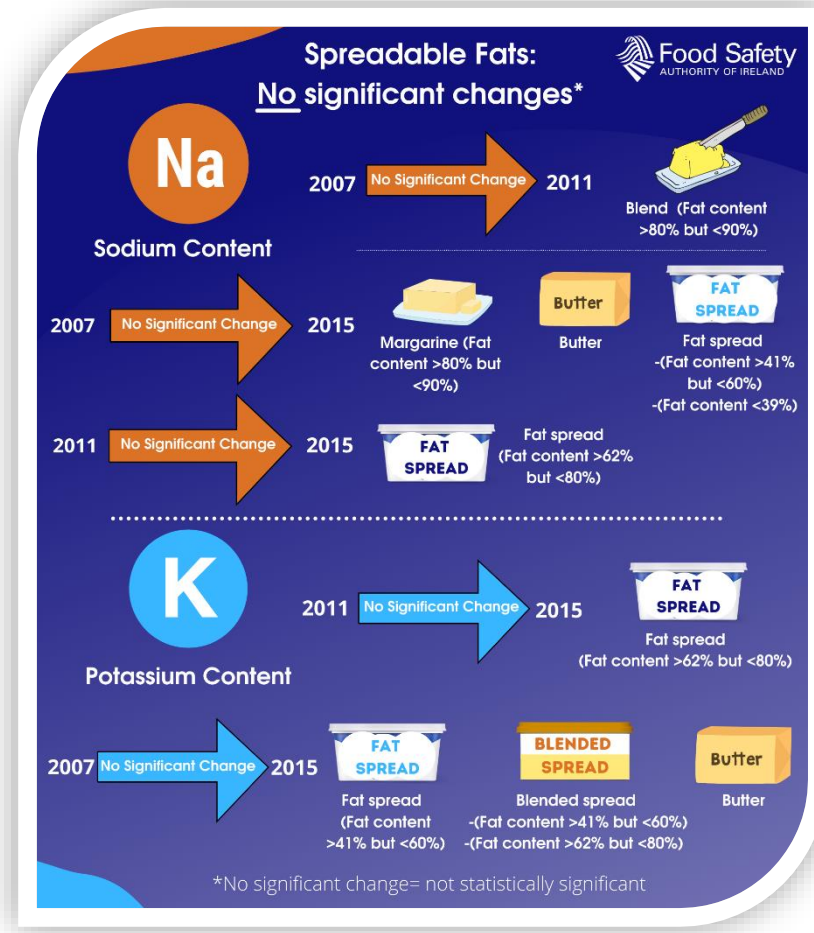 Spreadable Fats:
No significant changes*
Food Safety
AUTHORITY OF IRELAND
Na
Sodium Content
2007
No Significant Change
2011
Blend (Fat content
>80% but <90%)
2007
No Significant Change
2015
Margarine (Fat
content >80% but
<90%)
Butter
Butter
FAT
SPREAD
Fat spread
-(Fat content >41%
but <60%)
-(Fat content <39%)
2011
No Significant Change
2015
FAT
SPREAD
Fat spread
(Fat content >62%
but <80%)
K
Potassium Content
2011
No Significant Change
2015
FAT
SPREAD
Fat spread
(Fat content >62% but <80%)
2007
No Significant Change
2015
FAT
SPREAD
Fat spread
(Fat content
>41% but <60%)
BLENDED
SPREAD
Blended spread
-(Fat content >41% but <60%)
-(Fat content >62% but <80%)
Butter
Butter
*No significant change= not statistically significant